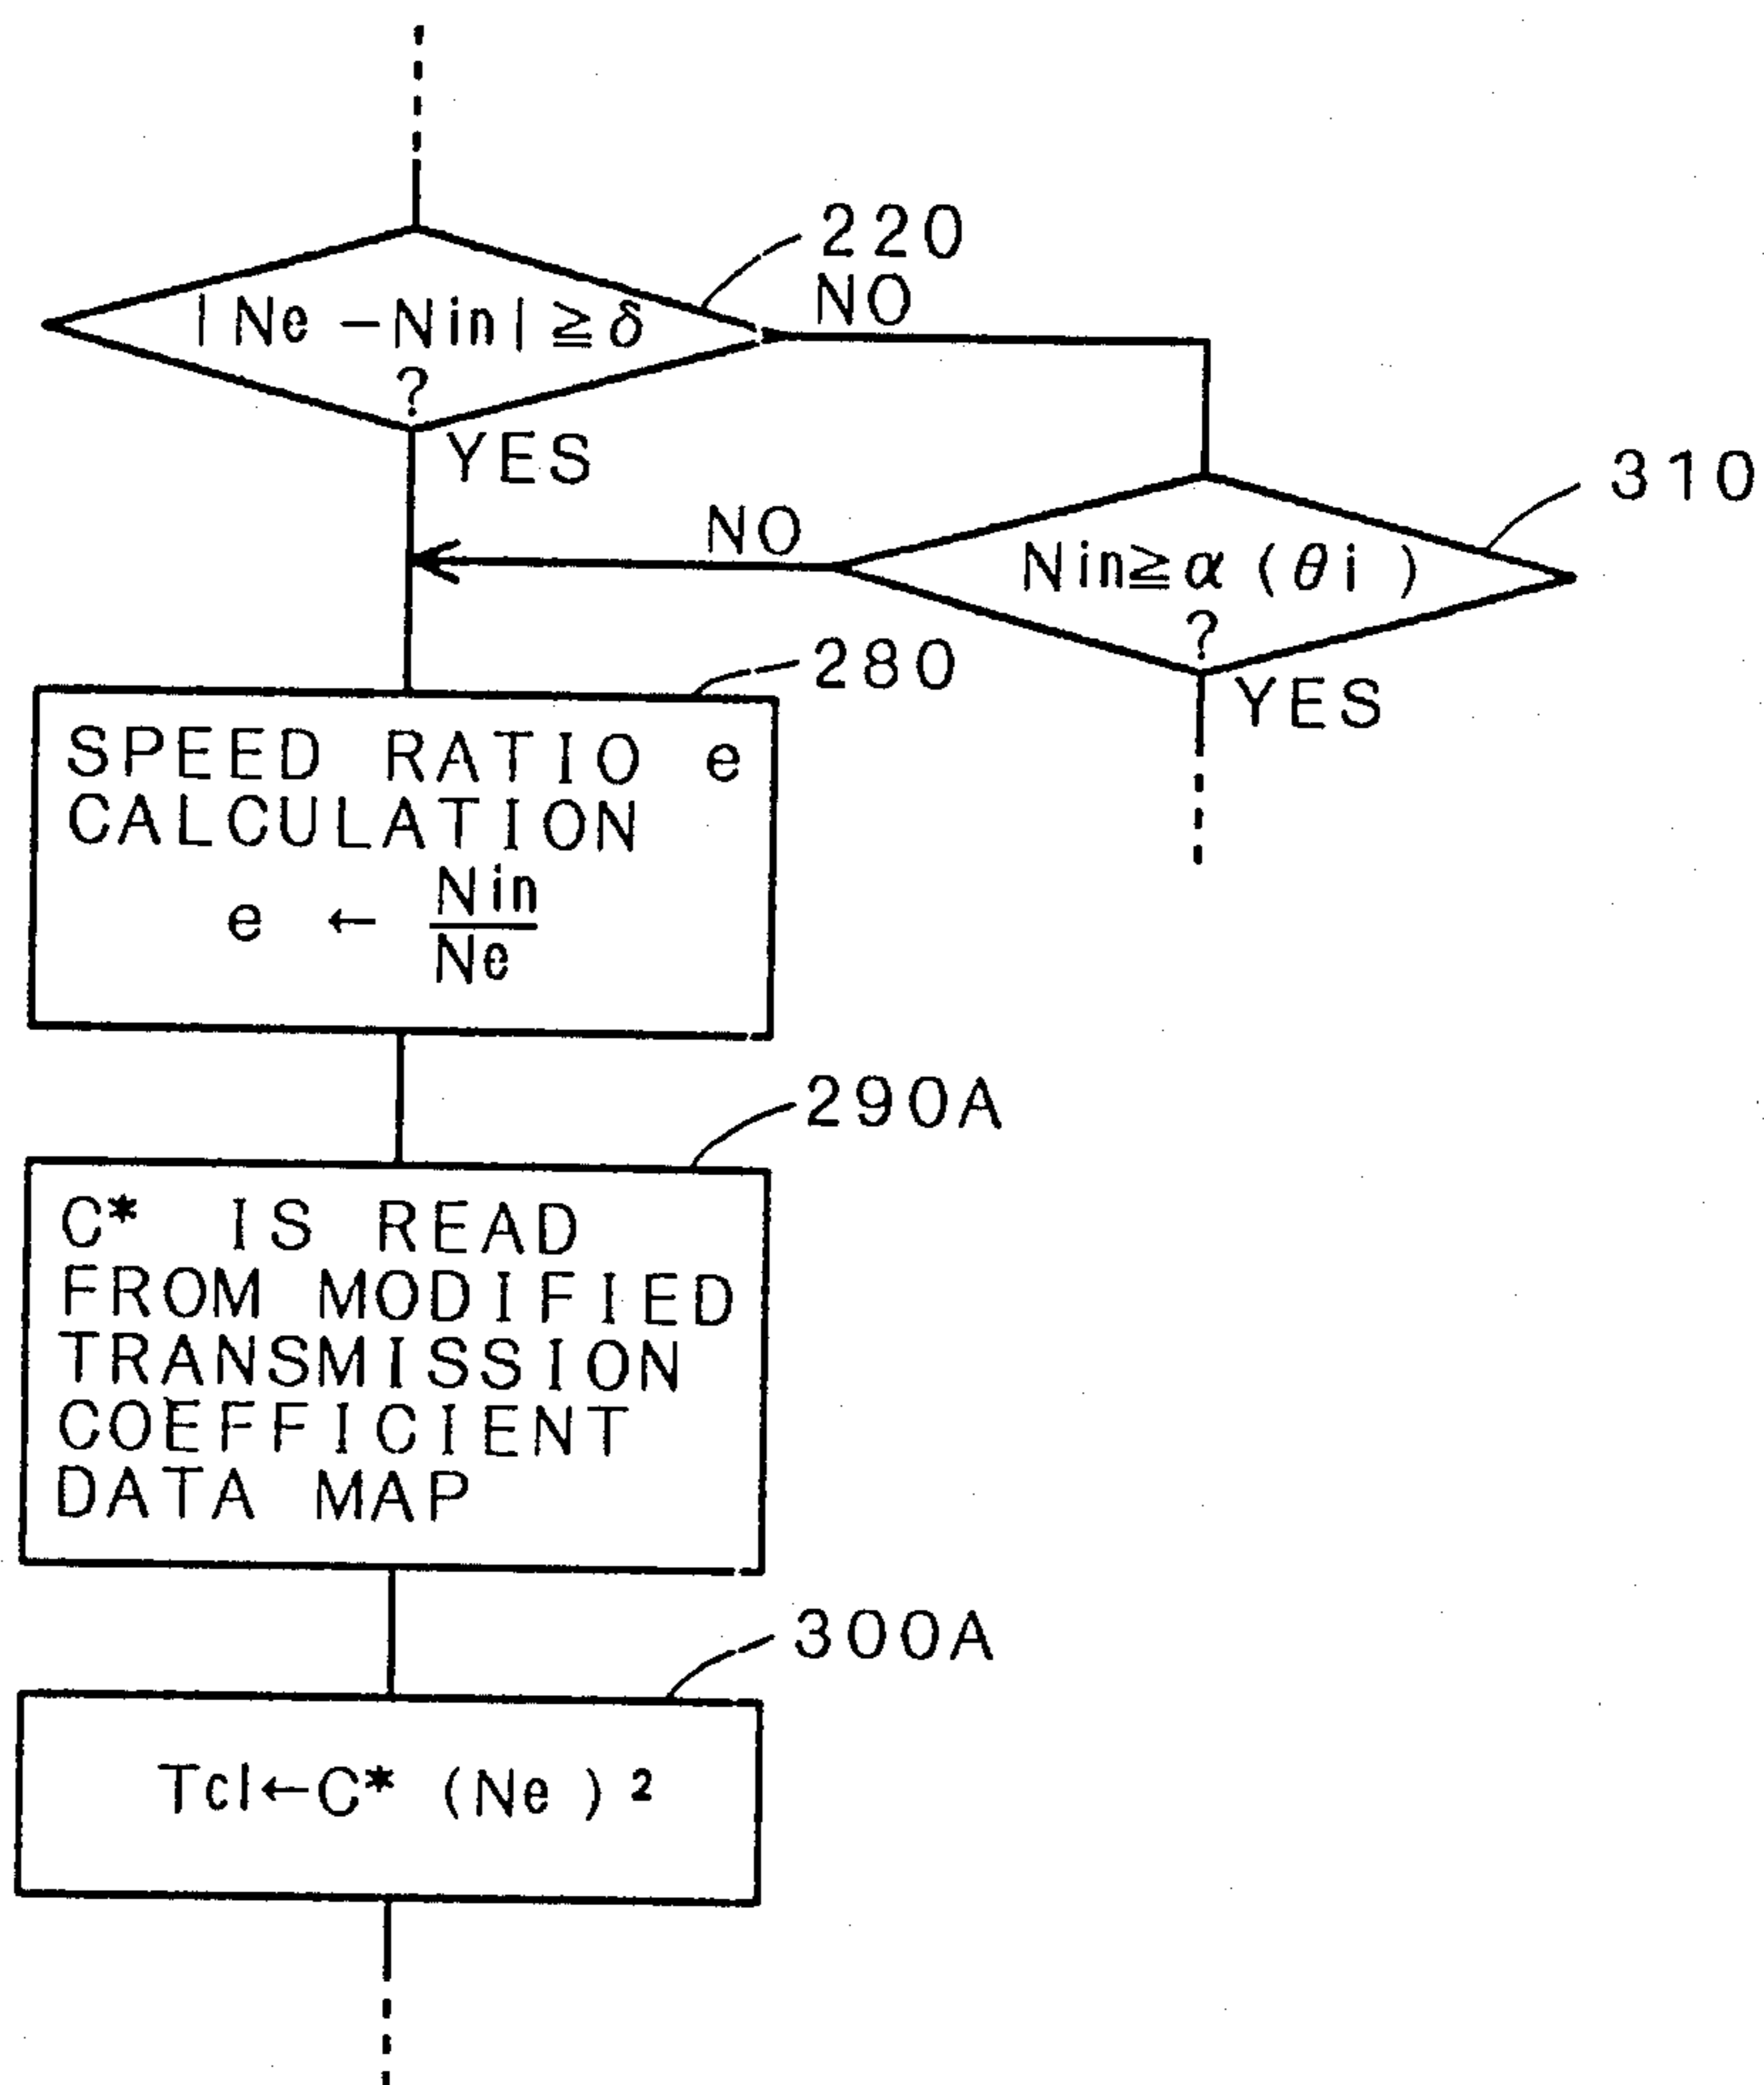 220
NO
|Ne −Nin|≧δ
?
YES
310
NO
Nin≧α (θi )
?
YES
280
SPEED RATIO e
CALCULATION
e ← Nin
Ne
290A
C* IS READ
FROM MODIFIED
TRANSMISSION
COEFFICIENT
DATA MAP
300A
Tcl←C* (Ne )²